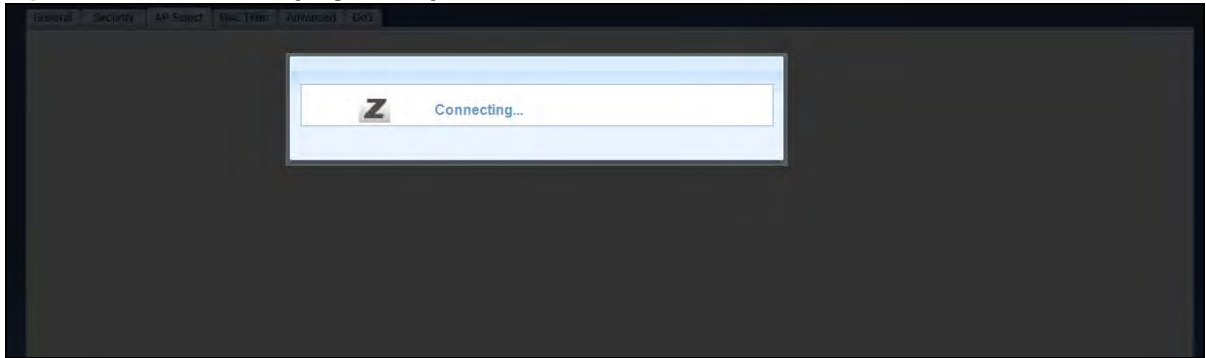 General Security AP Select MAC Filter Advanced QoS
Z Connecting...